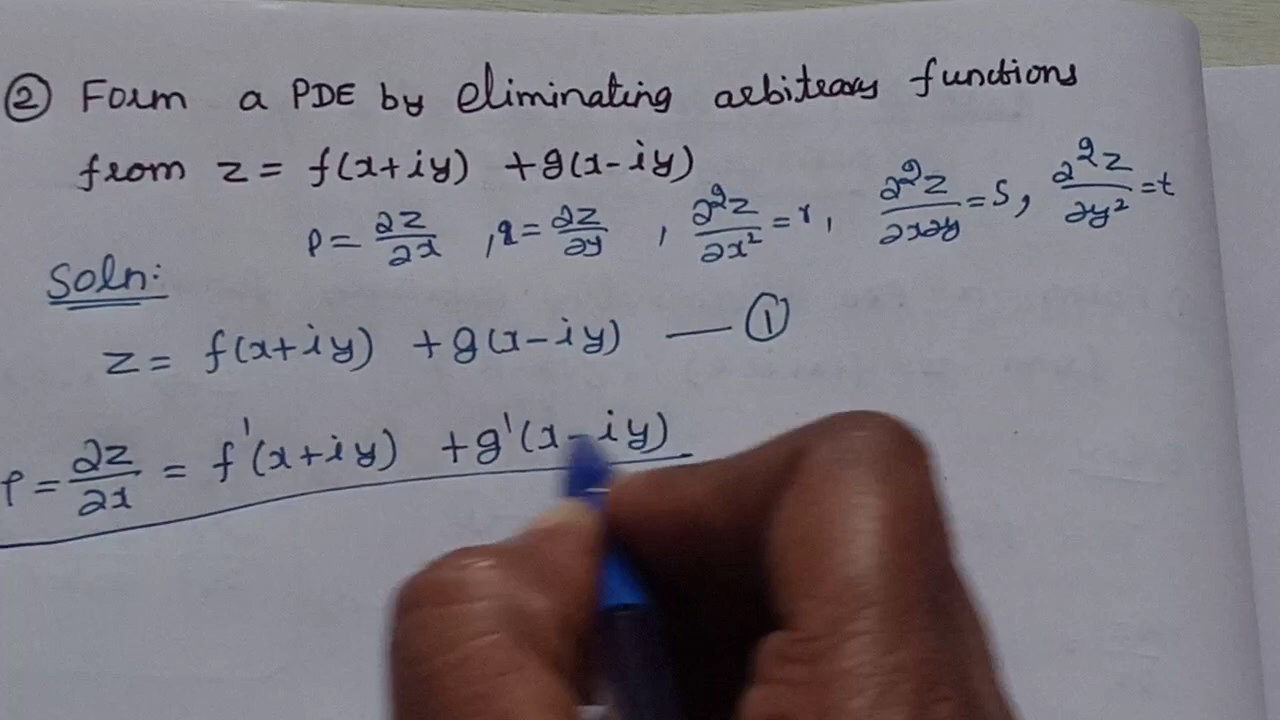 ② Form a PDE by eliminating arbitrary functions
from z = f(x+iy) + g(x-iy)
p = ∂z/∂x , q = ∂z/∂y , ∂²z/∂x² = r, ∂²z/∂x∂y = s, ∂²z/∂y² = t
Soln:
z = f(x+iy) + g(x-iy) — ①
p = ∂z/∂x = f'(x+iy) + g'(x-iy)